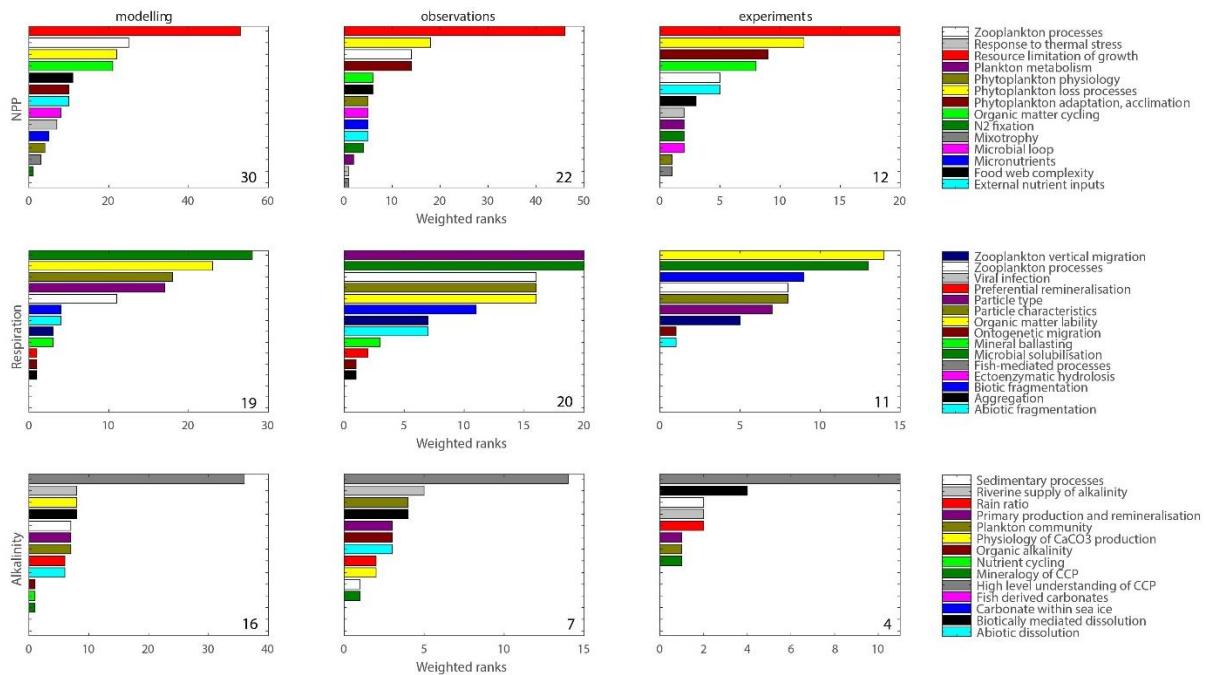 modelling
observations
experiments
NPP
30
0 10 20 30 40 50 60
22
0 10 20 30 40 50
Weighted ranks
12
0 5 10 15 20
Zooplankton processes
Response to thermal stress
Resource limitation of growth
Plankton metabolism
Phytoplankton physiology
Phytoplankton loss processes
Phytoplankton adaptation, acclimation
Organic matter cycling
N2 fixation
Mixotrophy
Microbial loop
Micronutrients
Food web complexity
External nutrient inputs
Respiration
19
0 5 10 15 20 25 30
20
0 5 10 15 20
Weighted ranks
11
0 5 10 15
Zooplankton vertical migration
Zooplankton processes
Viral infection
Preferential remineralisation
Particle type
Particle characteristics
Organic matter lability
Ontogenetic migration
Mineral ballasting
Microbial solubilisation
Fish-mediated processes
Ectoenzymatic hydrolosis
Biotic fragmentation
Aggregation
Abiotic fragmentation
Alkalinity
16
0 10 20 30 40
7
0 5 10 15
Weighted ranks
4
0 2 4 6 8 10
Sedimentary processes
Riverine supply of alkalinity
Rain ratio
Primary production and remineralisation
Plankton community
Physiology of CaCO3 production
Organic alkalinity
Nutrient cycling
Mineralogy of CCP
High level understanding of CCP
Fish derived carbonates
Carbonate within sea ice
Biotically mediated dissolution
Abiotic dissolution